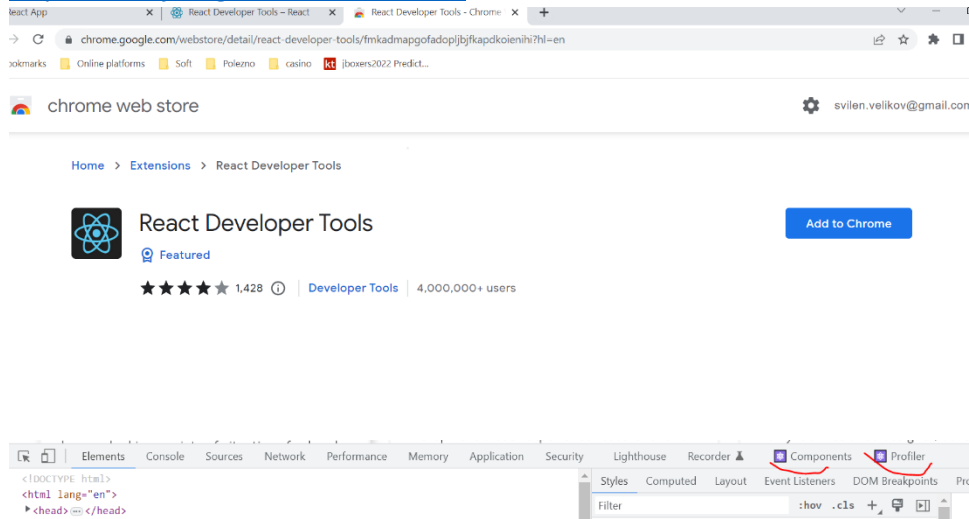 React App React Developer Tools – React React Developer Tools - Chrome
chrome.google.com/webstore/detail/react-developer-tools/fmkadmapgofadopljbjfkapdkoienihi?hl=en
ookmarks Online platforms Soft Polezno casino kt jboxers2022 Predict...
chrome web store svilen.velikov@gmail.com
Home > Extensions > React Developer Tools
React Developer Tools
Add to Chrome
Featured
1,428 Developer Tools 4,000,000+ users
Elements Console Sources Network Performance Memory Application Security Lighthouse Recorder Components Profiler
<!DOCTYPE html>
Styles Computed Layout Event Listeners DOM Breakpoints Pro
<html lang="en">
<head> … </head>
Filter :hov .cls